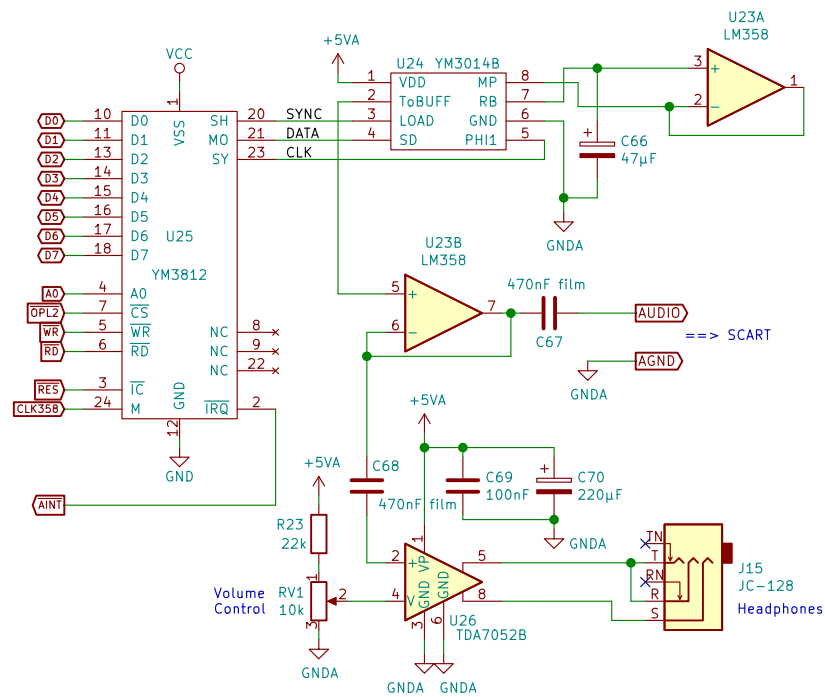 U23A
LM358
+5VA
VCC
U24 YM3014B
1 VDD MP 8
2 ToBUFF RB 7
3 LOAD GND 6
4 SD PHI1 5
3 +
2 −
1
+
C66
47µF
GNDA
1
VSS
D0 10 D0 SH 20 SYNC
D1 11 D1 MO 21 DATA
D2 13 D2 SY 23 CLK
D3 14 D3
D4 15 D4
D5 16 D5
D6 17 D6 U25
D7 18 D7
YM3812
A0 4 A0
OPL2 7 CS
WR 5 WR NC 8
RD 6 RD NC 9
NC 22
RES 3 IC
CLK358 24 M IRQ 2
GND
12
GND
AINT
U23B
LM358
5 +
6 −
7
470nF film
C67
AUDIO
==> SCART
AGND
GNDA
+5VA
C68
470nF film
C69
100nF
+
C70
220µF
GNDA
+5VA
R23
22k
Volume
Control
RV1
10k
1
2
3
GNDA
2 +
4 V
1
VP
GND
GND
3
6
5
8
U26
TDA7052B
GNDA GNDA
TN
T
RN
R
S
J15
JC-128
Headphones